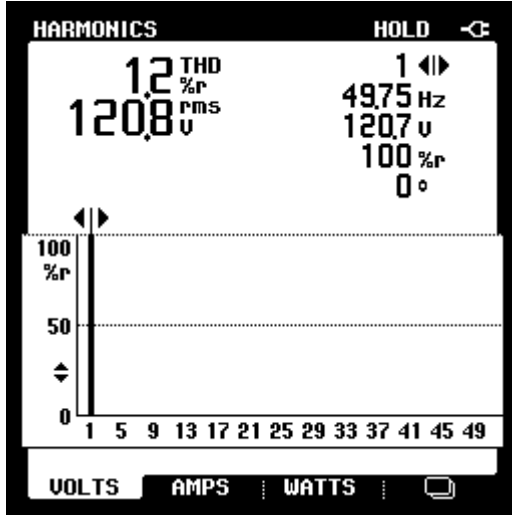 HARMONICS HOLD
1.2 THD %r
120.8 rms V
1
49.75 Hz
120.7 V
100 %r
0 °
100
%r
50
0
1 5 9 13 17 21 25 29 33 37 41 45 49
VOLTS AMPS WATTS